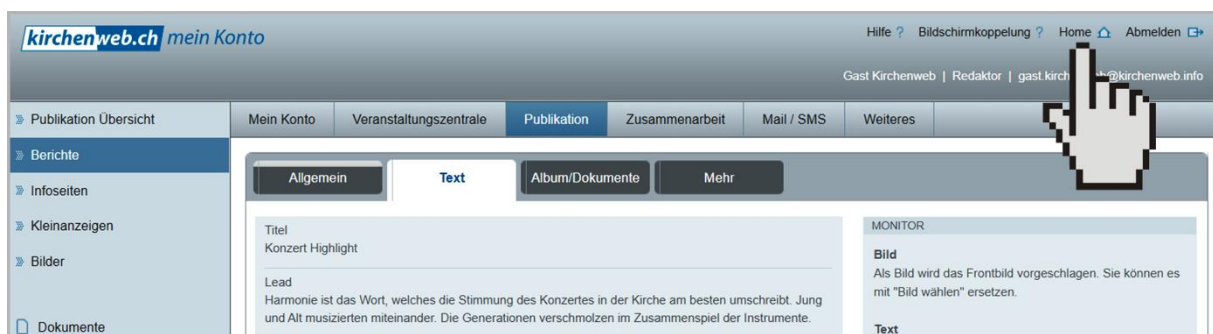 kirchenweb.ch mein Konto
Hilfe ? Bildschirmkoppelung ? Home Abmelden
Gast Kirchenweb | Redaktor | gast.kirch @kirchenweb.info
Publikation Übersicht
Mein Konto Veranstaltungszentrale Publikation Zusammenarbeit Mail / SMS Weiteres
Berichte
Infoseiten
Kleinanzeigen
Bilder
Dokumente
Allgemein Text Album/Dokumente Mehr
Titel
Konzert Highlight
Lead
Harmonie ist das Wort, welches die Stimmung des Konzertes in der Kirche am besten umschreibt. Jung
und Alt musizierten miteinander. Die Generationen verschmolzen im Zusammenspiel der Instrumente.
MONITOR
Bild
Als Bild wird das Frontbild vorgeschlagen. Sie können es
mit "Bild wählen" ersetzen.
Text